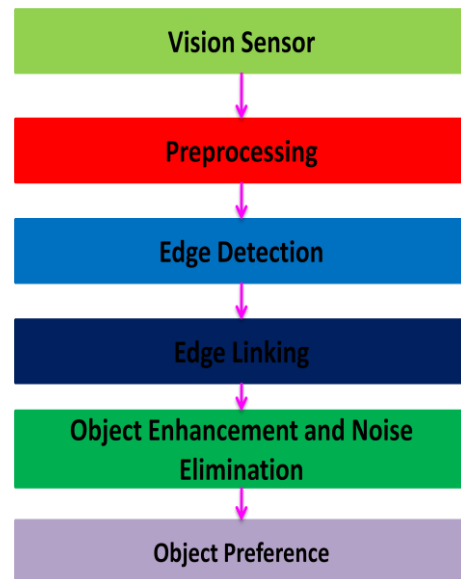 Vision Sensor
Preprocessing
Edge Detection
Edge Linking
Object Enhancement and Noise
Elimination
Object Preference